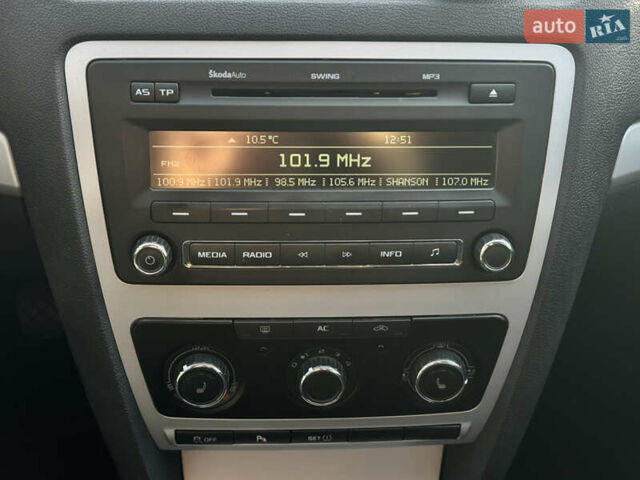 auto RIA .com
ŠkodaAuto SWING MP3
AS TP
10.5°C 12:51
FM2 101.9 MHz
100.9 MHz 101.9 MHz 98.5 MHz 105.6 MHz SHANSON 107.0 MHz
MEDIA RADIO INFO
AC
OFF SET